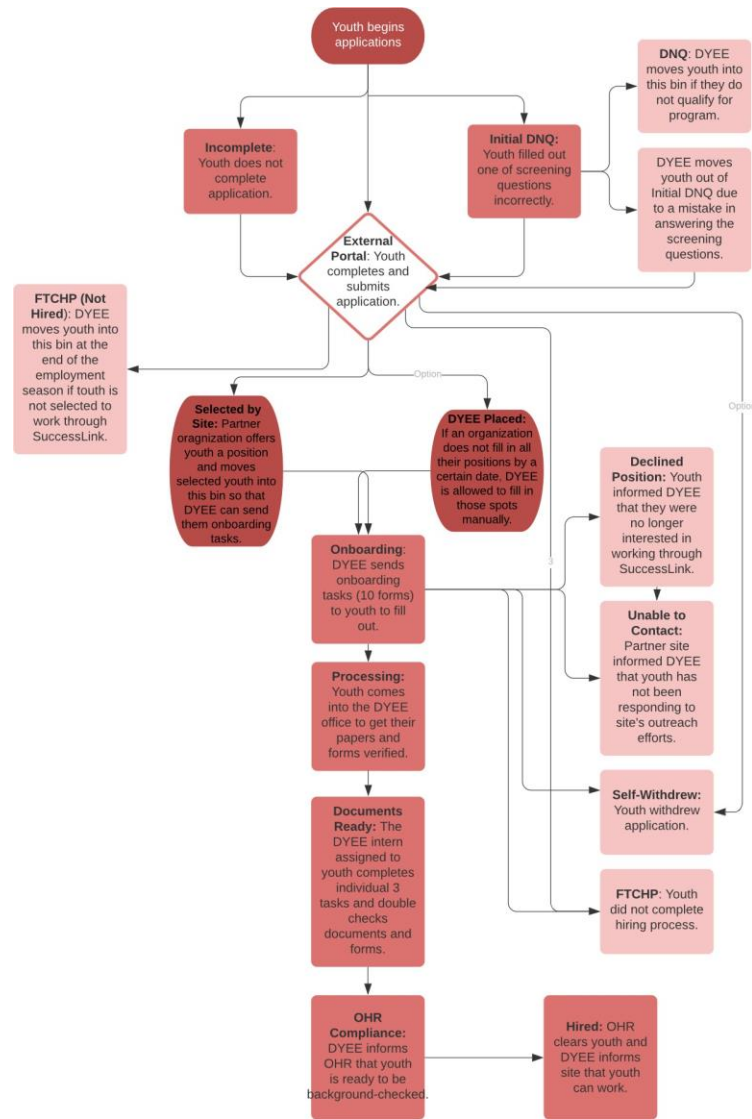 Youth begins
applications
DNQ: DYEE
moves youth into
this bin if they do
not qualify for
program.
Incomplete:
Youth does not
complete
application.
Initial DNQ:
Youth filled out
one of screening
questions
incorrectly.
DYEE moves
youth out of
Initial DNQ due
to a mistake in
answering the
screening
questions.
External
Portal: Youth
completes and
submits
application.
FTCHP (Not
Hired): DYEE
moves youth into
this bin at the
end of the
employment
season if touth is
not selected to
work through
SuccessLink.
Option
Option
Selected by
Site: Partner
oragnization offers
youth a position and
moves selected youth into
this bin so that
DYEE can send
them onboarding
tasks.
DYEE Placed:
If an organization
does not fill in all
their positions by a
certain date, DYEE
is allowed to fill in
those spots
manually.
Declined
Position: Youth
informed DYEE
that they were
no longer
interested in
working through
SuccessLink.
Onboarding:
DYEE sends
onboarding
tasks (10 forms)
to youth to fill
out.
3
Unable to
Contact:
Partner site
informed DYEE
that youth has
not been
responding to
site's outreach
efforts.
Processing:
Youth comes
into the DYEE
office to get their
papers and
forms verified.
Self-Withdrew:
Youth withdrew
application.
Documents
Ready: The
DYEE intern
assigned to
youth completes
individual 3
tasks and double
checks
documents and
forms.
FTCHP: Youth
did not complete
hiring process.
OHR
Compliance:
DYEE informs
OHR that youth
is ready to be
background-checked.
Hired: OHR
clears youth and
DYEE informs
site that youth
can work.